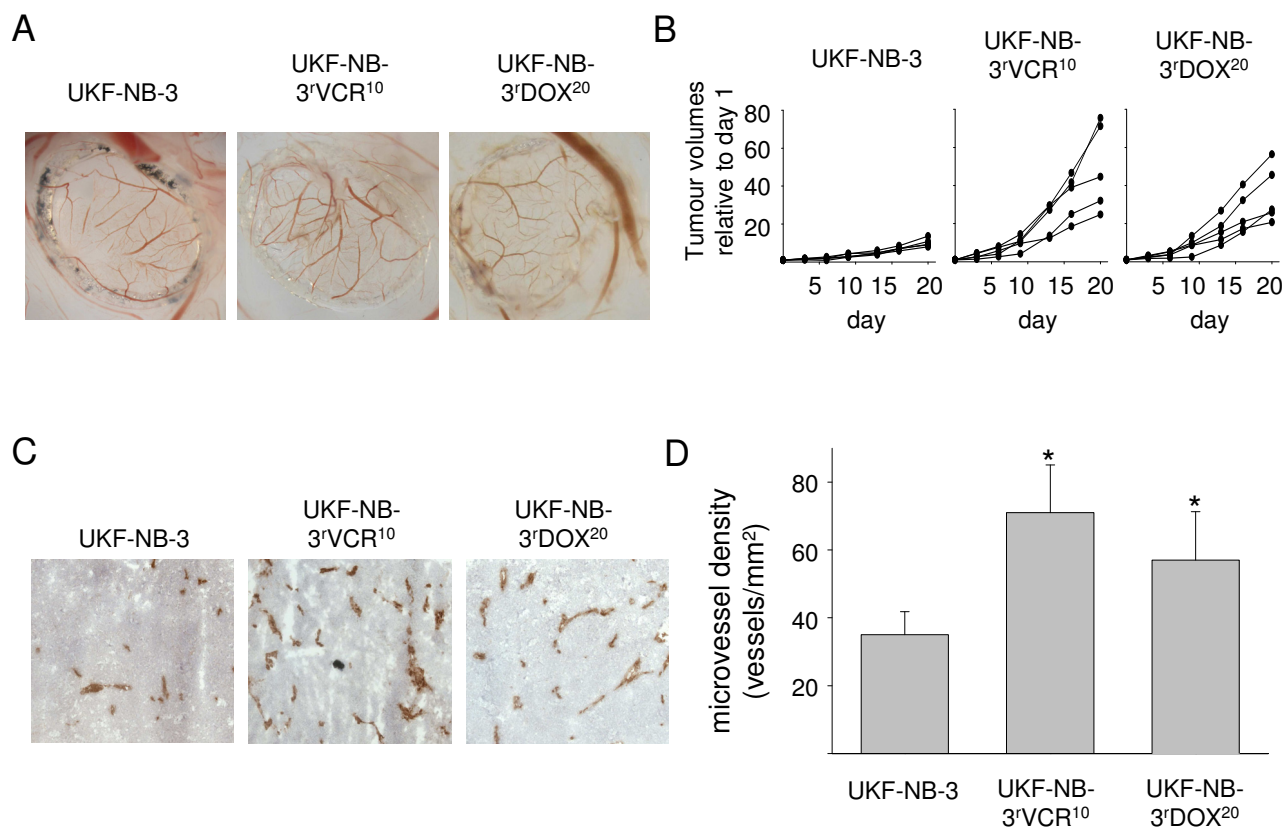 A
UKF-NB-3
UKF-NB-
3ʳVCR¹⁰
UKF-NB-
3ʳDOX²⁰
B
UKF-NB-3
UKF-NB-
3ʳVCR¹⁰
UKF-NB-
3ʳDOX²⁰
Tumour volumes
relative to day 1
80
60
40
20
5 10 15 20
5 10 15 20
5 10 15 20
day
day
day
C
UKF-NB-3
UKF-NB-
3ʳVCR¹⁰
UKF-NB-
3ʳDOX²⁰
D
microvessel density
(vessels/mm²)
80
60
40
20
*
*
UKF-NB-3
UKF-NB-
3ʳVCR¹⁰
UKF-NB-
3ʳDOX²⁰